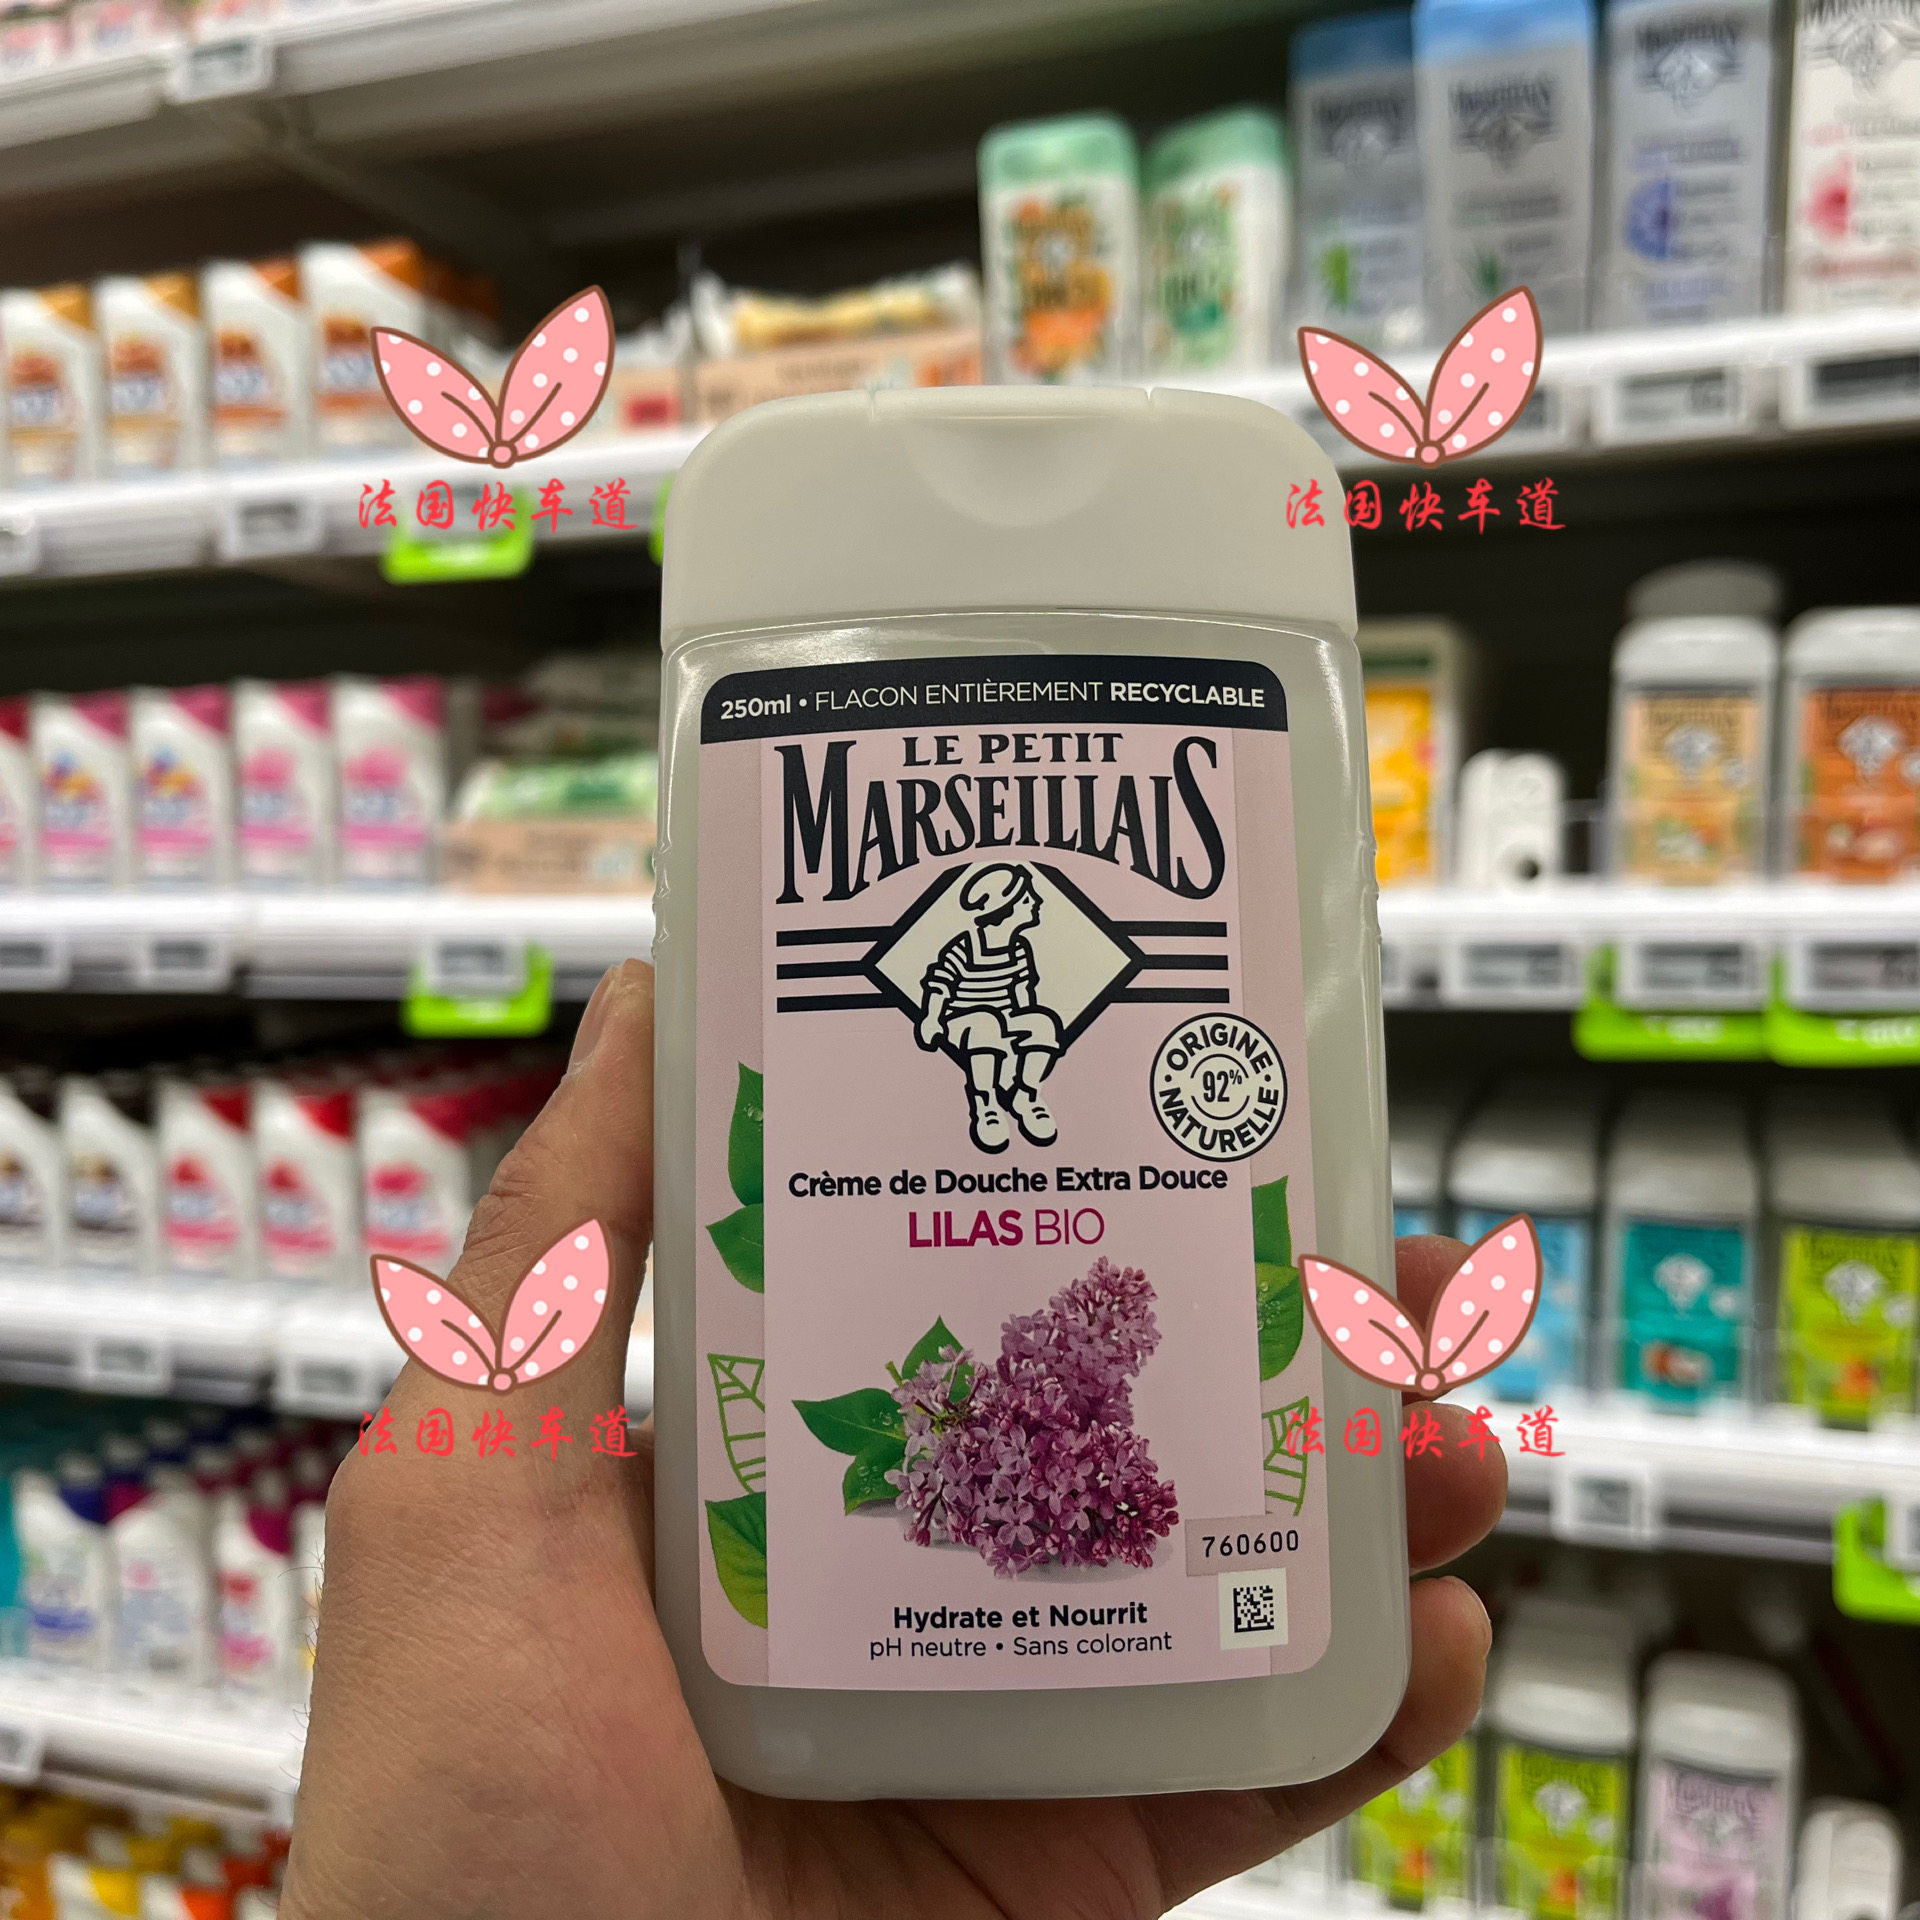 法国快车道
法国快车道
250ml • FLACON ENTIÈREMENT RECYCLABLE
LE PETIT
MARSEILLAIS
ORIGINE
92%
NATURELLE
Crème de Douche Extra Douce
LILAS BIO
法国快车道
法国快车道
760600
Hydrate et Nourrit
pH neutre • Sans colorant